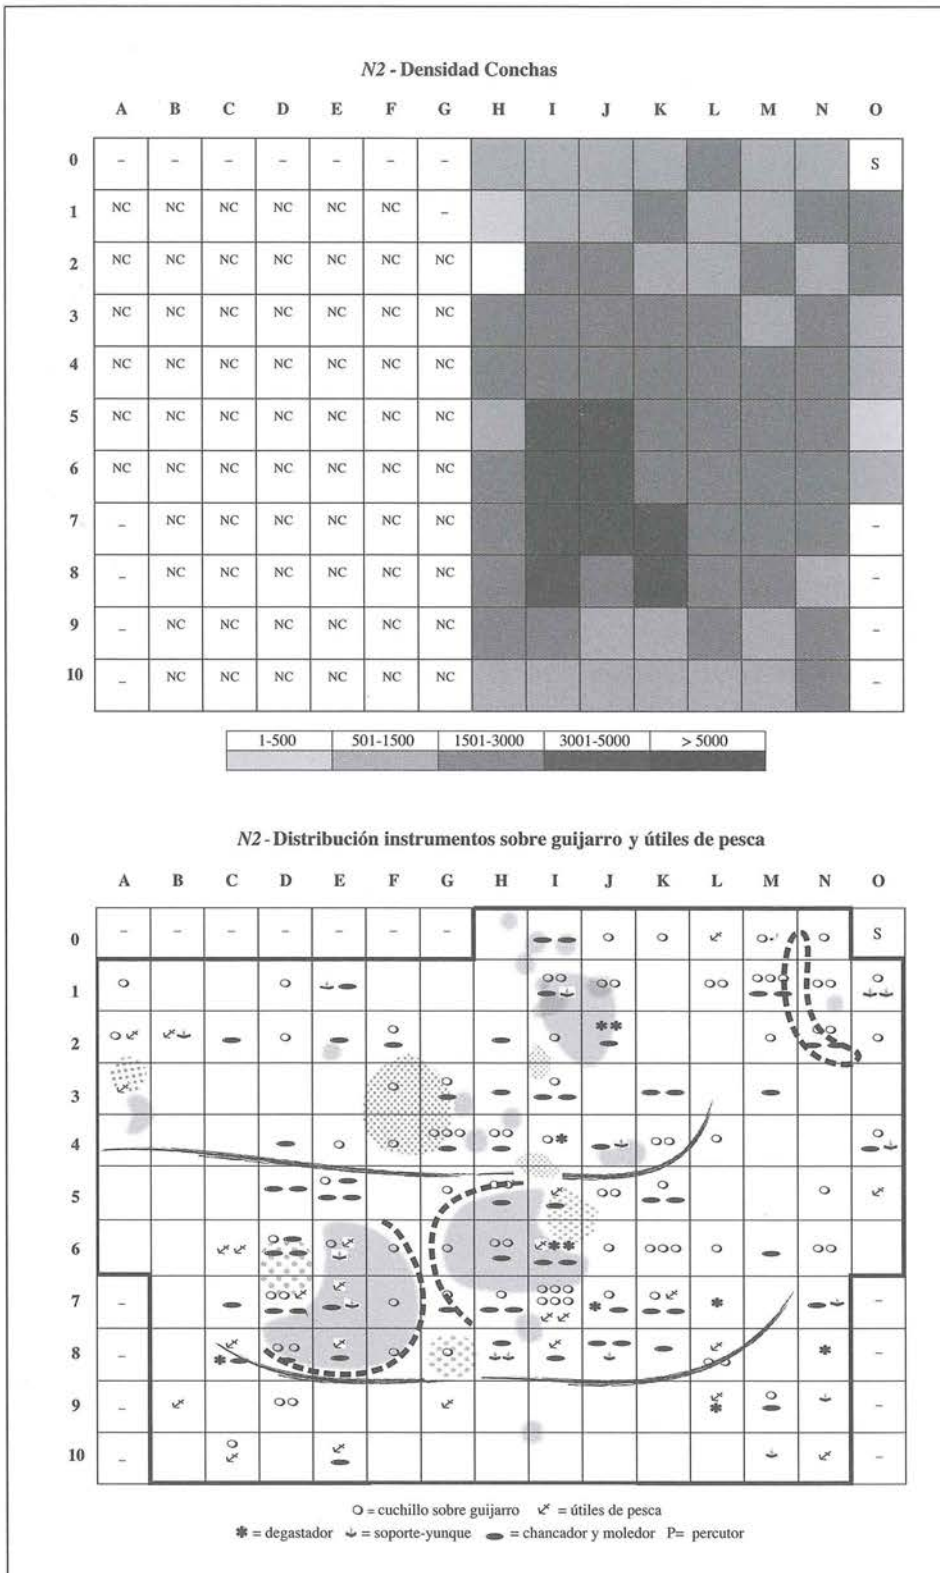 N2 - Densidad Conchas
A B C D E F G H I J K L M N O
0 – – – – – – – S
1 NC NC NC NC NC NC –
2 NC NC NC NC NC NC NC
3 NC NC NC NC NC NC NC
4 NC NC NC NC NC NC NC
5 NC NC NC NC NC NC NC
6 NC NC NC NC NC NC NC
7 – NC NC NC NC NC NC –
8 – NC NC NC NC NC NC –
9 – NC NC NC NC NC NC –
10 – NC NC NC NC NC NC –
1-500 501-1500 1501-3000 3001-5000 > 5000
N2 - Distribución instrumentos sobre guijarro y útiles de pesca
A B C D E F G H I J K L M N O
0 – – – – – – – S
1
2
3
4
5
6
7 – –
8 – –
9 – –
10 – –
= cuchillo sobre guijarro = útiles de pesca
= degastador = soporte-yunque = chancador y moledor P= percutor